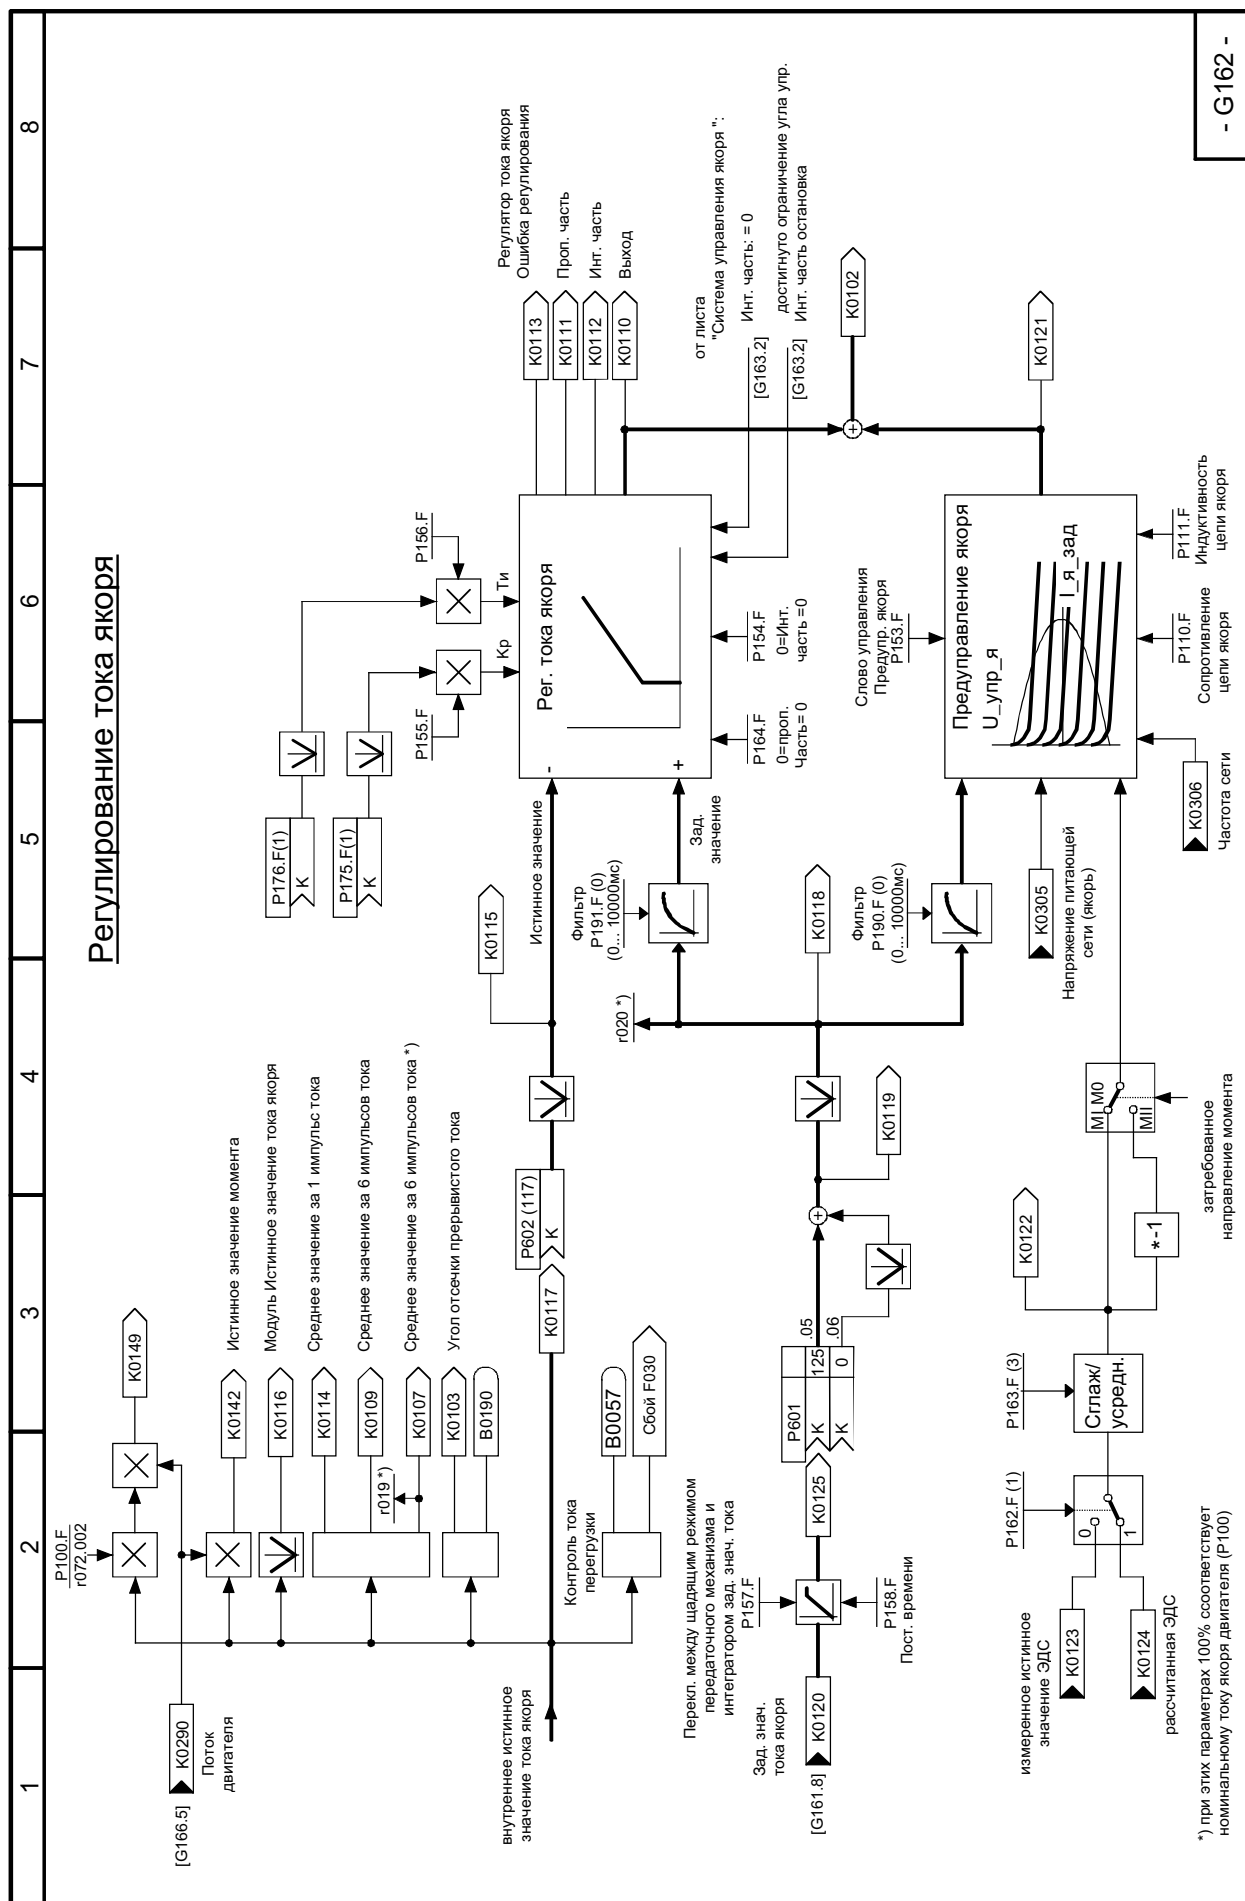 1
2
3
4
5
6
7
8
Регулирование тока якоря
[G166.5]
K0290
Поток
двигателя
P100.F
r072.002
K0149
K0142
Истинное значение момента
K0116
Модуль Истинное значение тока якоря
K0114
Среднее значение за 1 импульс тока
K0109
Среднее значение за 6 импульсов тока
r019 *)
K0107
Среднее значение за 6 импульсов тока *)
K0103
Угол отсечки прерывистого тока
B0190
внутреннее истинное
значение тока якоря
Контроль тока
перегрузки
B0057
Сбой F030
K0117
P602 (117)
K
K0115
Истинное значение
P176.F(1)
K
P175.F(1)
K
P155.F
P156.F
Кр
Ти
-
+
Рег. тока якоря
P164.F
0=проп.
Часть= 0
P154.F
0=Инт.
часть =0
K0113
K0111
K0112
K0110
Регулятор тока якоря
Ошибка регулирования
Проп. часть
Инт. часть
Выход
от листа
"Система управления якоря ":
[G163.2]
Инт. часть: = 0
достигнуто ограничение угла упр.
[G163.2]
Инт. часть остановка
Фильтр
P191.F (0)
(0... 10000мс)
Зад.
значение
r020 *)
Перекл. между щадящим режимом
передаточного механизма и
интегратором зад. знач. тока
P157.F
Зад. знач.
тока якоря
[G161.8]
K0120
P158.F
Пост. времени
K0125
P601
K
125
.05
K
0
.06
+
K0119
K0118
Фильтр
P190.F (0)
(0... 10000мс)
Слово управления
Предупр. якоря
P153.F
Предуправление якоря
U_упр_я
I_я_зад
K0305
Напряжение питающей
сети (якорь)
K0306
Частота сети
P110.F
Сопротивление
цепи якоря
P111.F
Индуктивность
цепи якоря
+
K0102
K0121
измеренное истинное
значение ЭДС
K0123
K0124
рассчитанная ЭДС
P162.F (1)
0
1
P163.F (3)
Сглаж/
усредн.
K0122
*-1
MI M0
MII
затребованное
направление момента
*) при этих параметрах 100% ссоответствует
номинальному току якоря двигателя (P100)
- G162 -